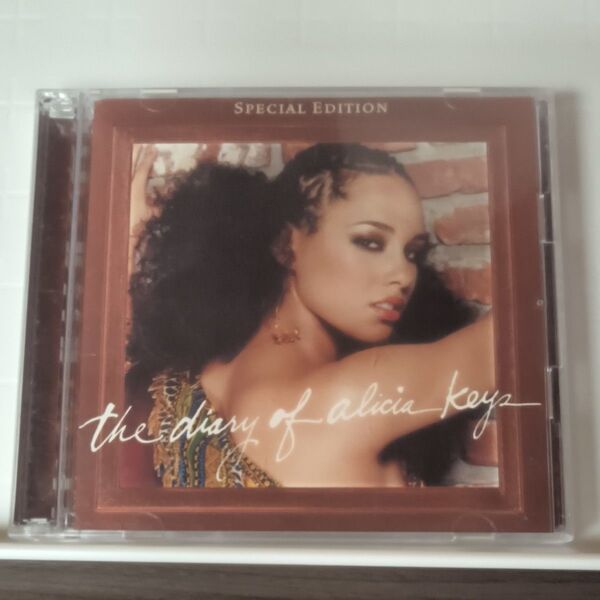 SPECIAL EDITION
the diary of alicia keys